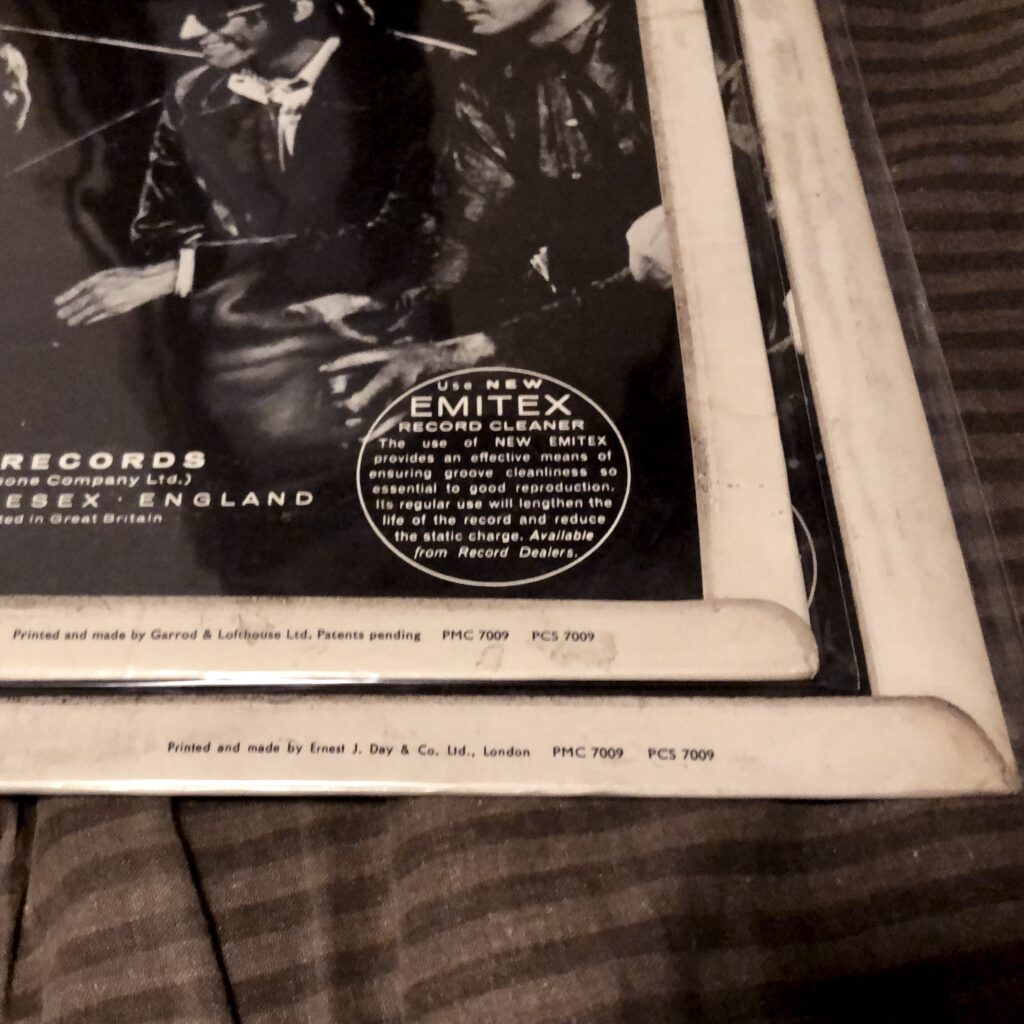 RECORDS
one Company Ltd.)
ESEX · ENGLAND
ted in Great Britain
Use NEW
EMITEX
RECORD CLEANER
The use of NEW EMITEX
provides an effective means of
ensuring groove cleanliness so
essential to good reproduction.
Its regular use will lengthen the
life of the record and reduce
the static charge. Available
from Record Dealers.
Printed and made by Garrod & Lofthouse Ltd. Patents pending PMC 7009 PCS 7009
Printed and made by Ernest J. Day & Co. Ltd., London PMC 7009 PCS 7009